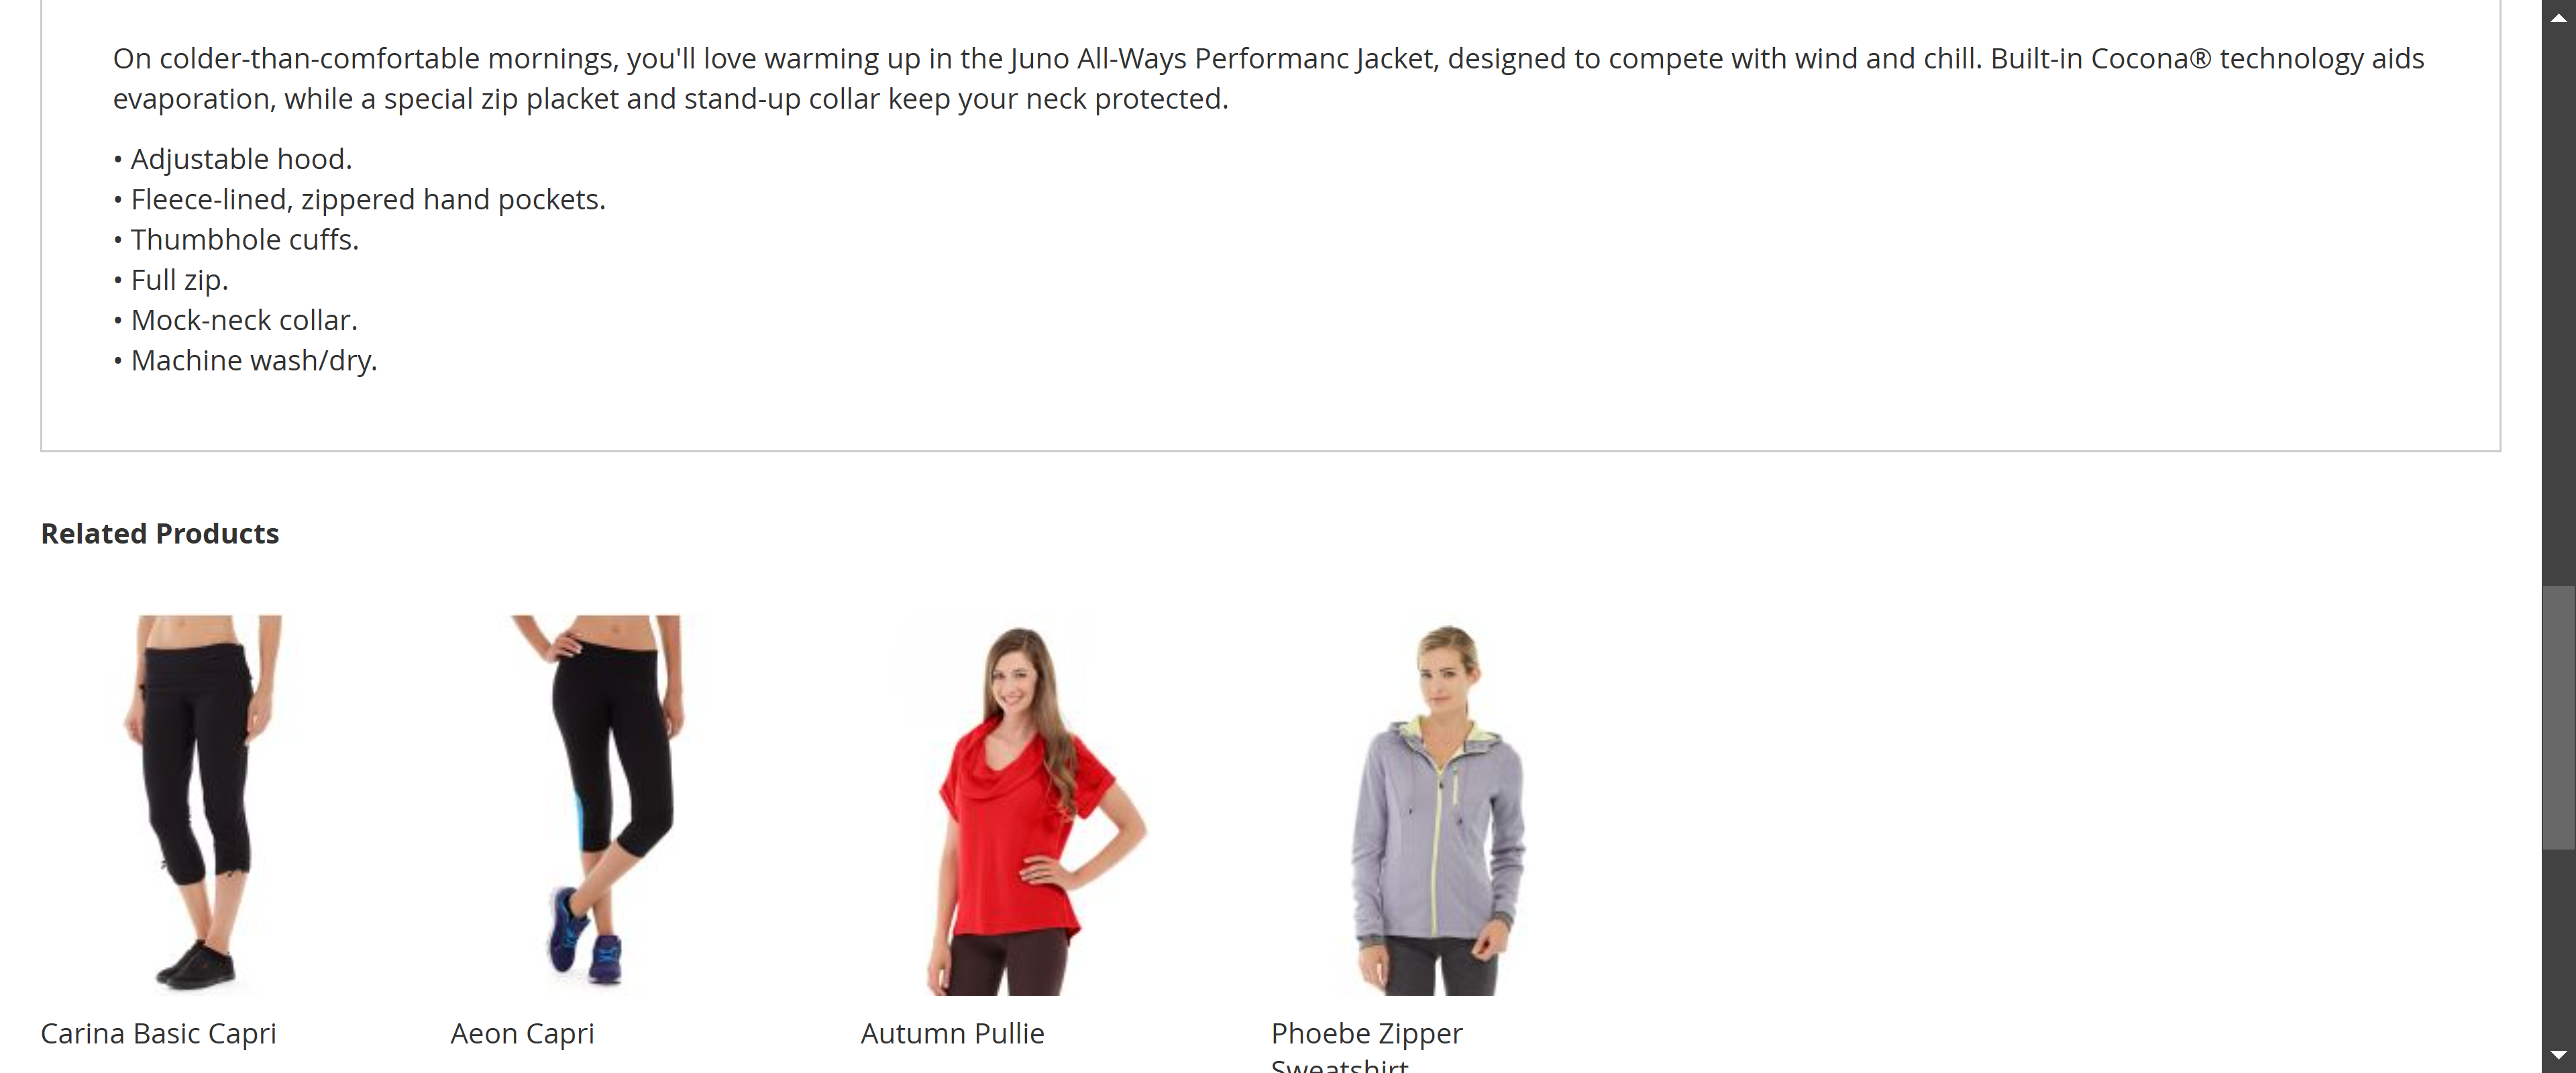 On colder-than-comfortable mornings, you'll love warming up in the Juno All-Ways Performanc Jacket, designed to compete with wind and chill. Built-in Cocona® technology aids
evaporation, while a special zip placket and stand-up collar keep your neck protected.
• Adjustable hood.
• Fleece-lined, zippered hand pockets.
• Thumbhole cuffs.
• Full zip.
• Mock-neck collar.
• Machine wash/dry.
Related Products
Carina Basic Capri
Aeon Capri
Autumn Pullie
Phoebe Zipper
Sweatshirt